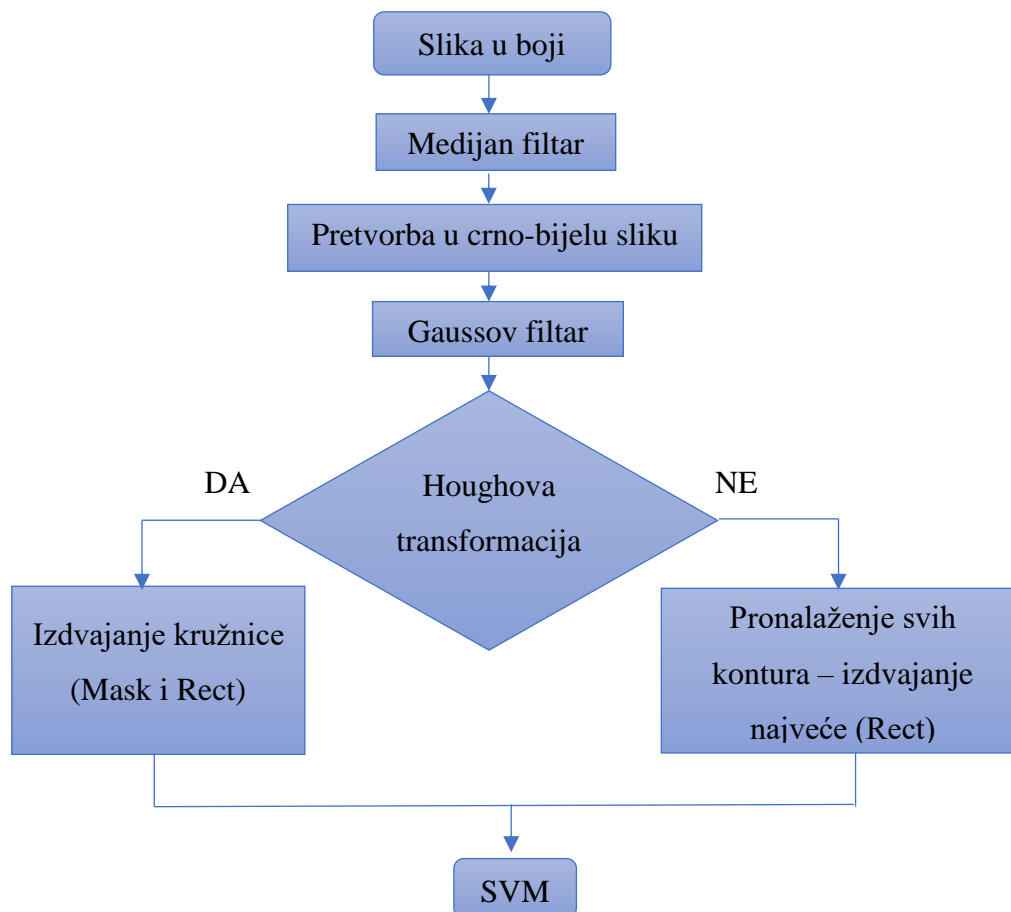 Slika u boji
Medijan filtar
Pretvorba u crno-bijelu sliku
Gaussov filtar
DA
Houghova
transformacija
NE
Izdvajanje kružnice
(Mask i Rect)
Pronalaženje svih
kontura – izdvajanje
najveće (Rect)
SVM